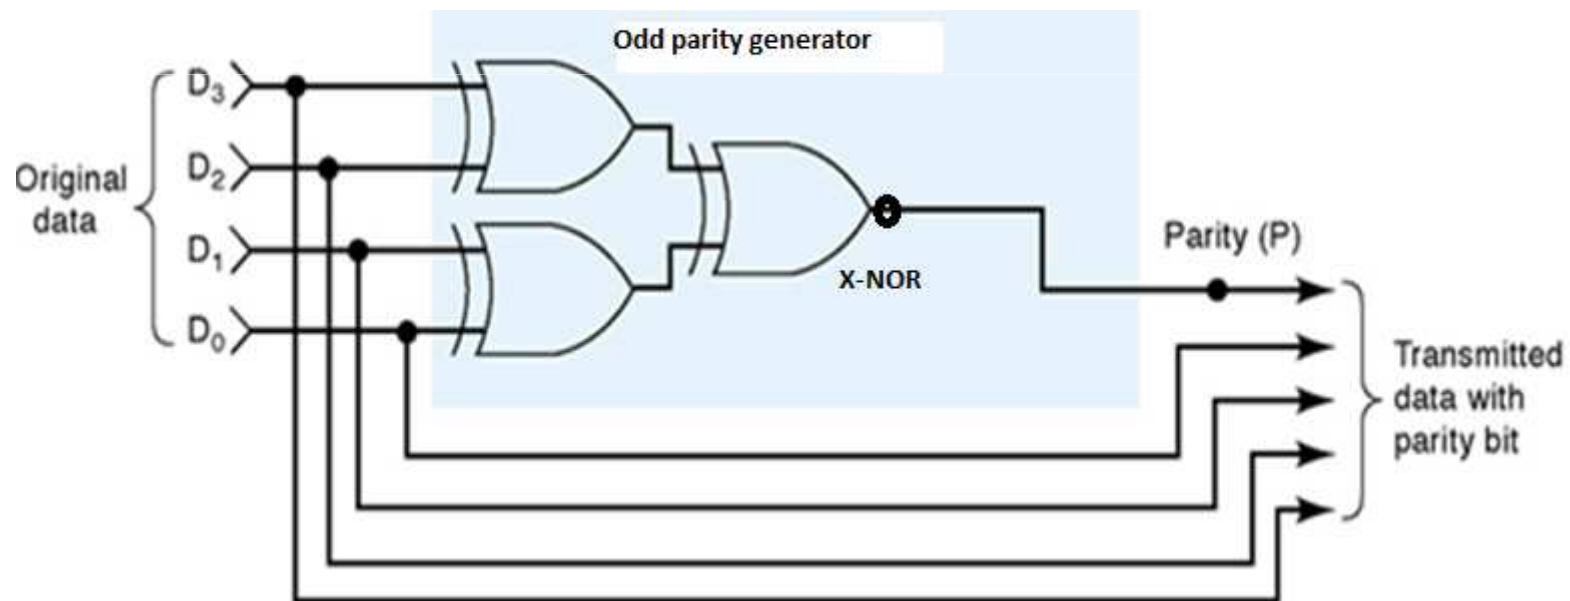 Odd parity generator
D₃
D₂
Original
data
D₁
D₀
X-NOR
Parity (P)
Transmitted
data with
parity bit